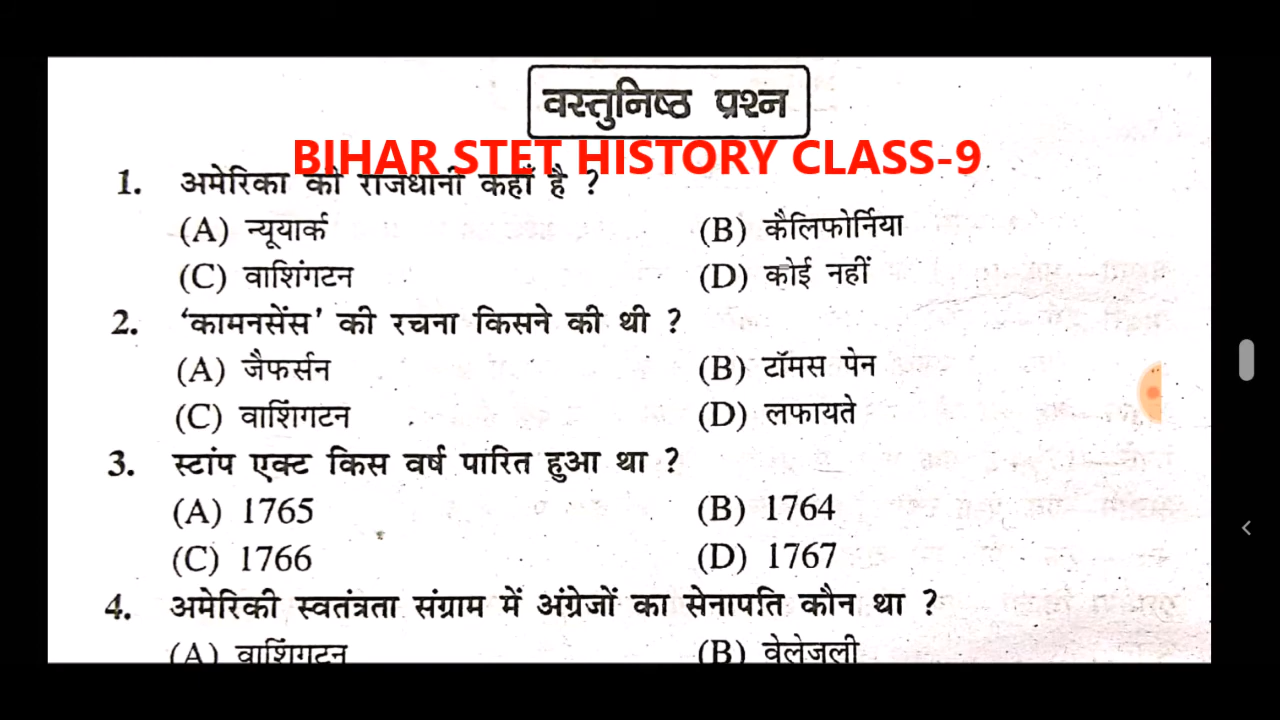 वस्तुनिष्ठ प्रश्न
BIHAR STET HISTORY CLASS-9
1. अमेरिका की राजधानी कहाँ है ?
(A) न्यूयार्क (B) कैलिफोर्निया
(C) वाशिंगटन (D) कोई नहीं
2. ‘कामनसेंस’ की रचना किसने की थी ?
(A) जैफर्सन (B) टॉमस पेन
(C) वाशिंगटन (D) लफायते
3. स्टांप एक्ट किस वर्ष पारित हुआ था ?
(A) 1765 (B) 1764
(C) 1766 (D) 1767
4. अमेरिकी स्वतंत्रता संग्राम में अंग्रेजों का सेनापति कौन था ?
(A) वाशिंगटन (B) वेलेजली